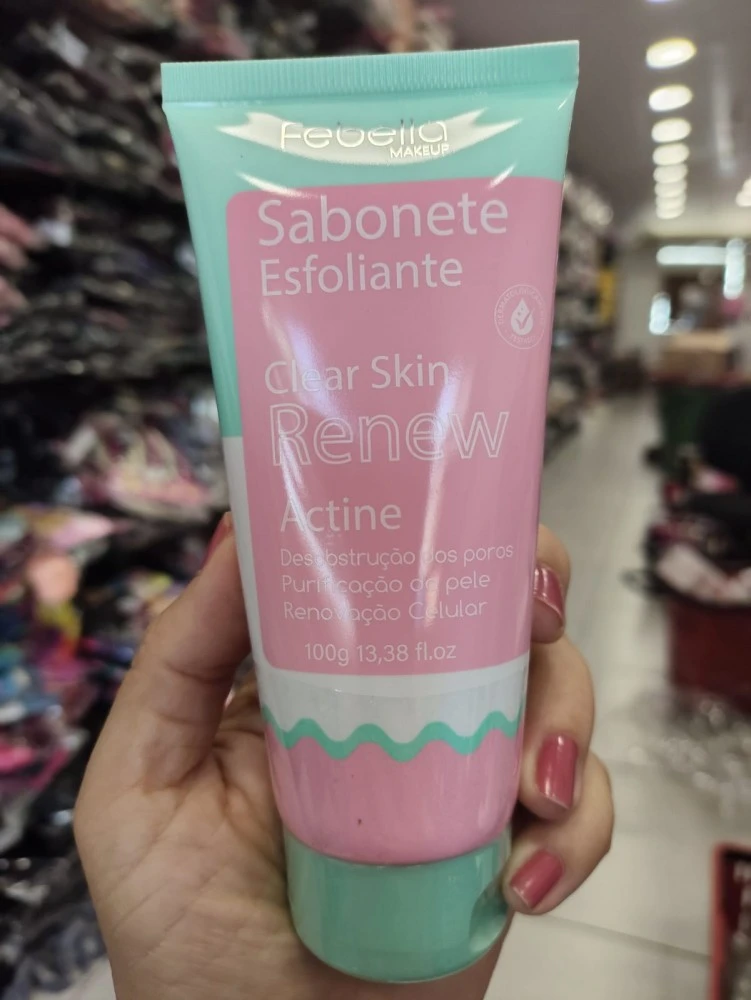 Febella
MAKEUP
Sabonete
Esfoliante
Clear Skin
Renew
Actine
Desobstrução dos poros
Purificação da pele
Renovação Celular
100g 13,38 fl.oz